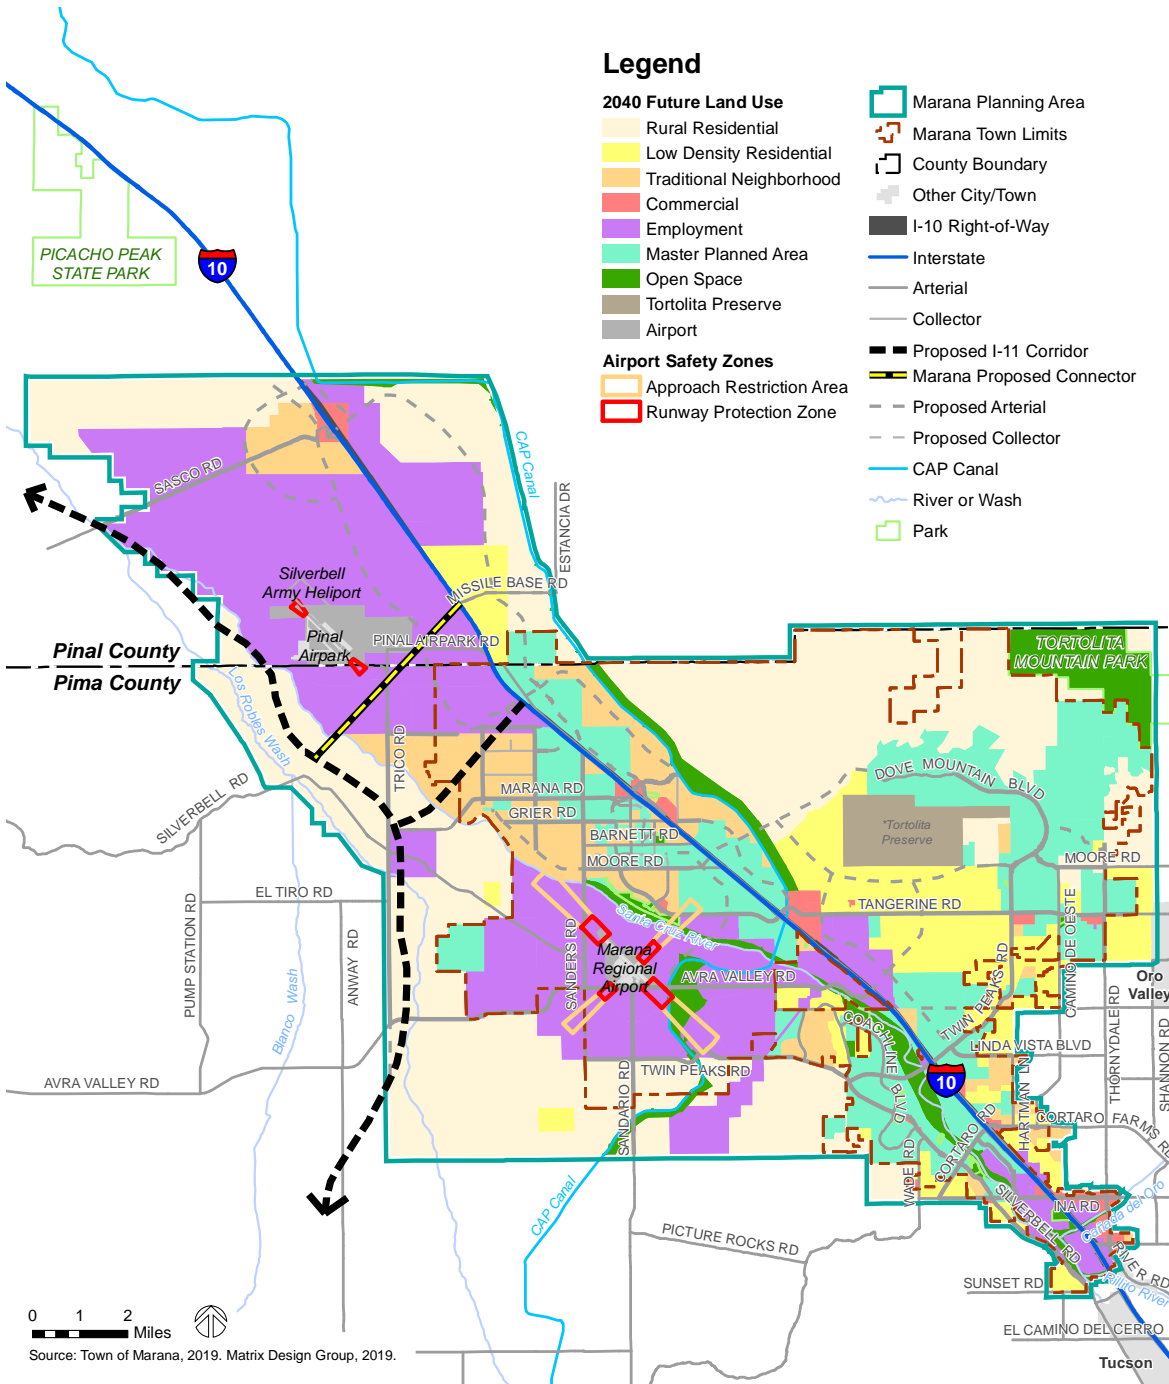 Legend
2040 Future Land Use
Rural Residential
Low Density Residential
Traditional Neighborhood
Commercial
Employment
Master Planned Area
Open Space
Tortolita Preserve
Airport
Airport Safety Zones
Approach Restriction Area
Runway Protection Zone
Marana Planning Area
Marana Town Limits
County Boundary
Other City/Town
I-10 Right-of-Way
Interstate
Arterial
Collector
Proposed I-11 Corridor
Marana Proposed Connector
Proposed Arterial
Proposed Collector
CAP Canal
River or Wash
Park
PICACHO PEAK
STATE PARK
10
CAP Canal
SASCO RD
ESTANCIA DR
Silverbell
Army Heliport
MISSILE BASE RD
Pinal
Airpark
PINAL AIRPARK RD
Pinal County
Pima County
TORTOLITA
MOUNTAIN PARK
Los Robles Wash
TRICO RD
SILVERBELL RD
MARANA RD
GRIER RD
BARNETT RD
MOORE RD
DOVE MOUNTAIN BLVD
*Tortolita
Preserve
MOORE RD
EL TIRO RD
PUMP STATION RD
ANWAY RD
Blanco Wash
TANGERINE RD
Santa Cruz River
SANDERS RD
Marana
Regional
Airport
AVRA VALLEY RD
CAMINO DE OESTE
Oro
Valley
TWIN PEAKS RD
COACHLINE BLVD
LINDA VISTA BLVD
THORNYDALE RD
SHANNON RD
AVRA VALLEY RD
TWIN PEAKS RD
SANDARIO RD
10
HARTMAN LN
CORTARO FARMS RD
CORTARO RD
WADE RD
CAP Canal
SILVERBELL RD
INA RD
Cañada del Oro
PICTURE ROCKS RD
RIVER RD
SUNSET RD
Rillito River
EL CAMINO DEL CERRO
Tucson
0 1 2
Miles
Source: Town of Marana, 2019. Matrix Design Group, 2019.